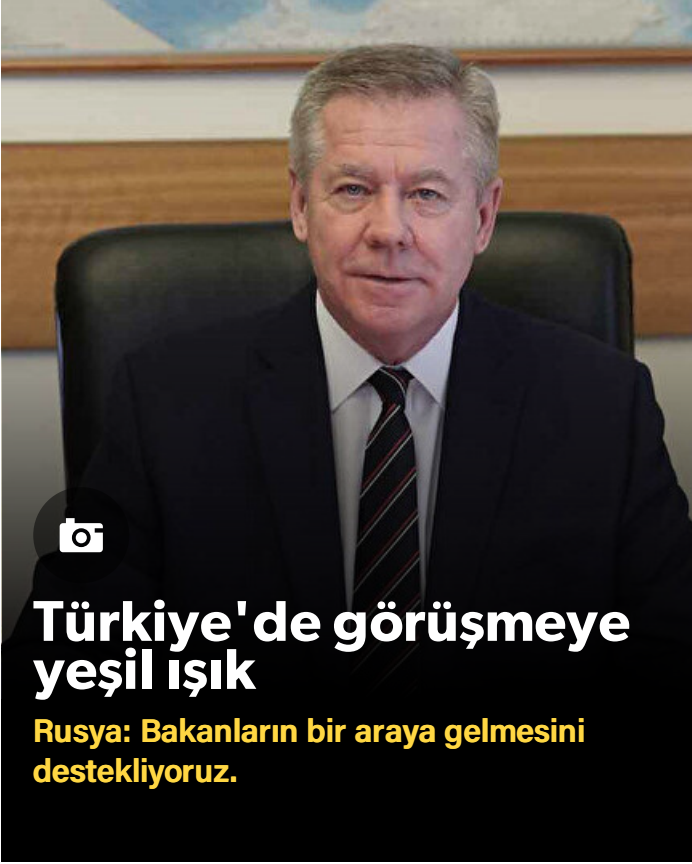 Türkiye'de görüşmeye
yeşil ışık
Rusya: Bakanların bir araya gelmesini
destekliyoruz.